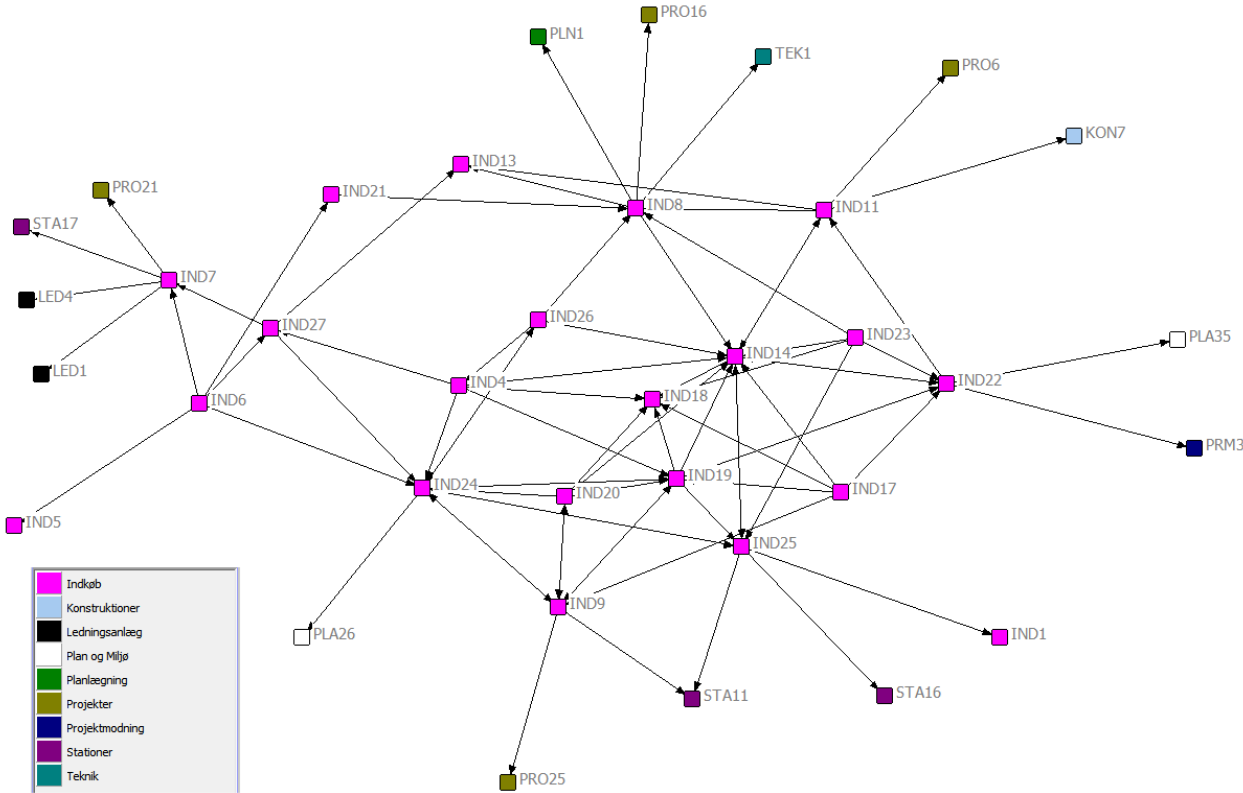 PRO16
PLN1
TEK1
PRO6
KON7
IND13
PRO21
IND21
IND8
IND11
STA17
IND7
LED4
IND26
IND27
IND23
PLA35
IND14
LED1
IND4
IND22
IND6
IND18
PRM3
IND19
IND24
IND20
IND17
IND5
IND25
IND9
PLA26
IND1
STA11
STA16
PRO25
Indkøb
Konstruktioner
Ledningsanlæg
Plan og Miljø
Planlægning
Projekter
Projektmodning
Stationer
Teknik